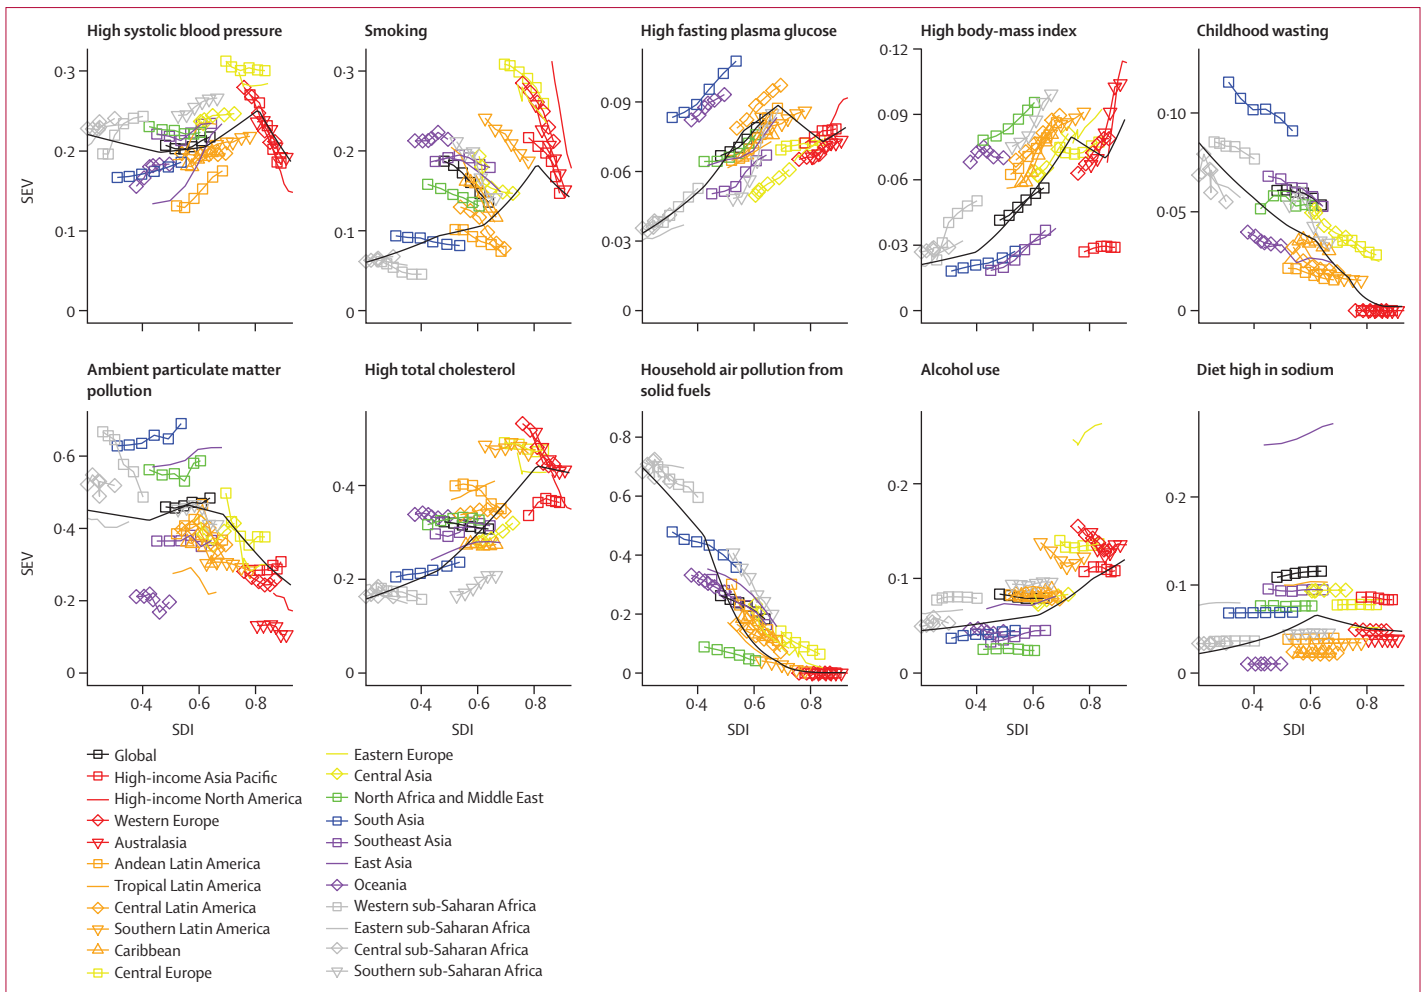 High systolic blood pressure
Smoking
High fasting plasma glucose
High body-mass index
Childhood wasting
SEV
0·3
0·2
0·1
0
0·3
0·2
0·1
0
0·09
0·06
0·03
0
0·12
0·09
0·06
0·03
0
0·10
0·05
0
Ambient particulate matter
pollution
High total cholesterol
Household air pollution from
solid fuels
Alcohol use
Diet high in sodium
SEV
0·6
0·4
0·2
0
0·4
0·2
0
0·8
0·6
0·4
0·2
0
0·2
0·1
0
0·2
0·1
0
0·4 0·6 0·8
0·4 0·6 0·8
0·4 0·6 0·8
0·4 0·6 0·8
0·4 0·6 0·8
SDI
SDI
SDI
SDI
SDI
Global
High-income Asia Pacific
High-income North America
Western Europe
Australasia
Andean Latin America
Tropical Latin America
Central Latin America
Southern Latin America
Caribbean
Central Europe
Eastern Europe
Central Asia
North Africa and Middle East
South Asia
Southeast Asia
East Asia
Oceania
Western sub-Saharan Africa
Eastern sub-Saharan Africa
Central sub-Saharan Africa
Southern sub-Saharan Africa